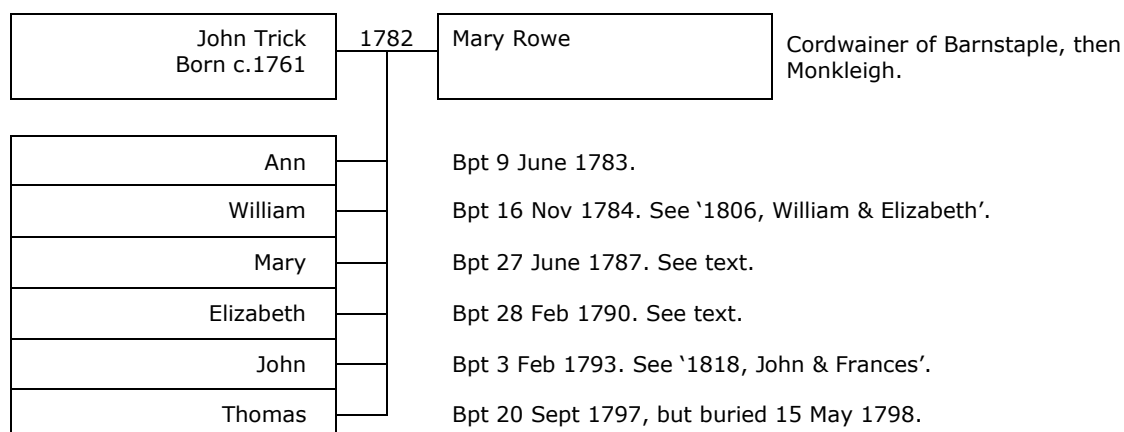 John Trick
Born c.1761
1782
Mary Rowe
Cordwainer of Barnstaple, then
Monkleigh.
Ann
Bpt 9 June 1783.
William
Bpt 16 Nov 1784. See ‘1806, William & Elizabeth’.
Mary
Bpt 27 June 1787. See text.
Elizabeth
Bpt 28 Feb 1790. See text.
John
Bpt 3 Feb 1793. See ‘1818, John & Frances’.
Thomas
Bpt 20 Sept 1797, but buried 15 May 1798.